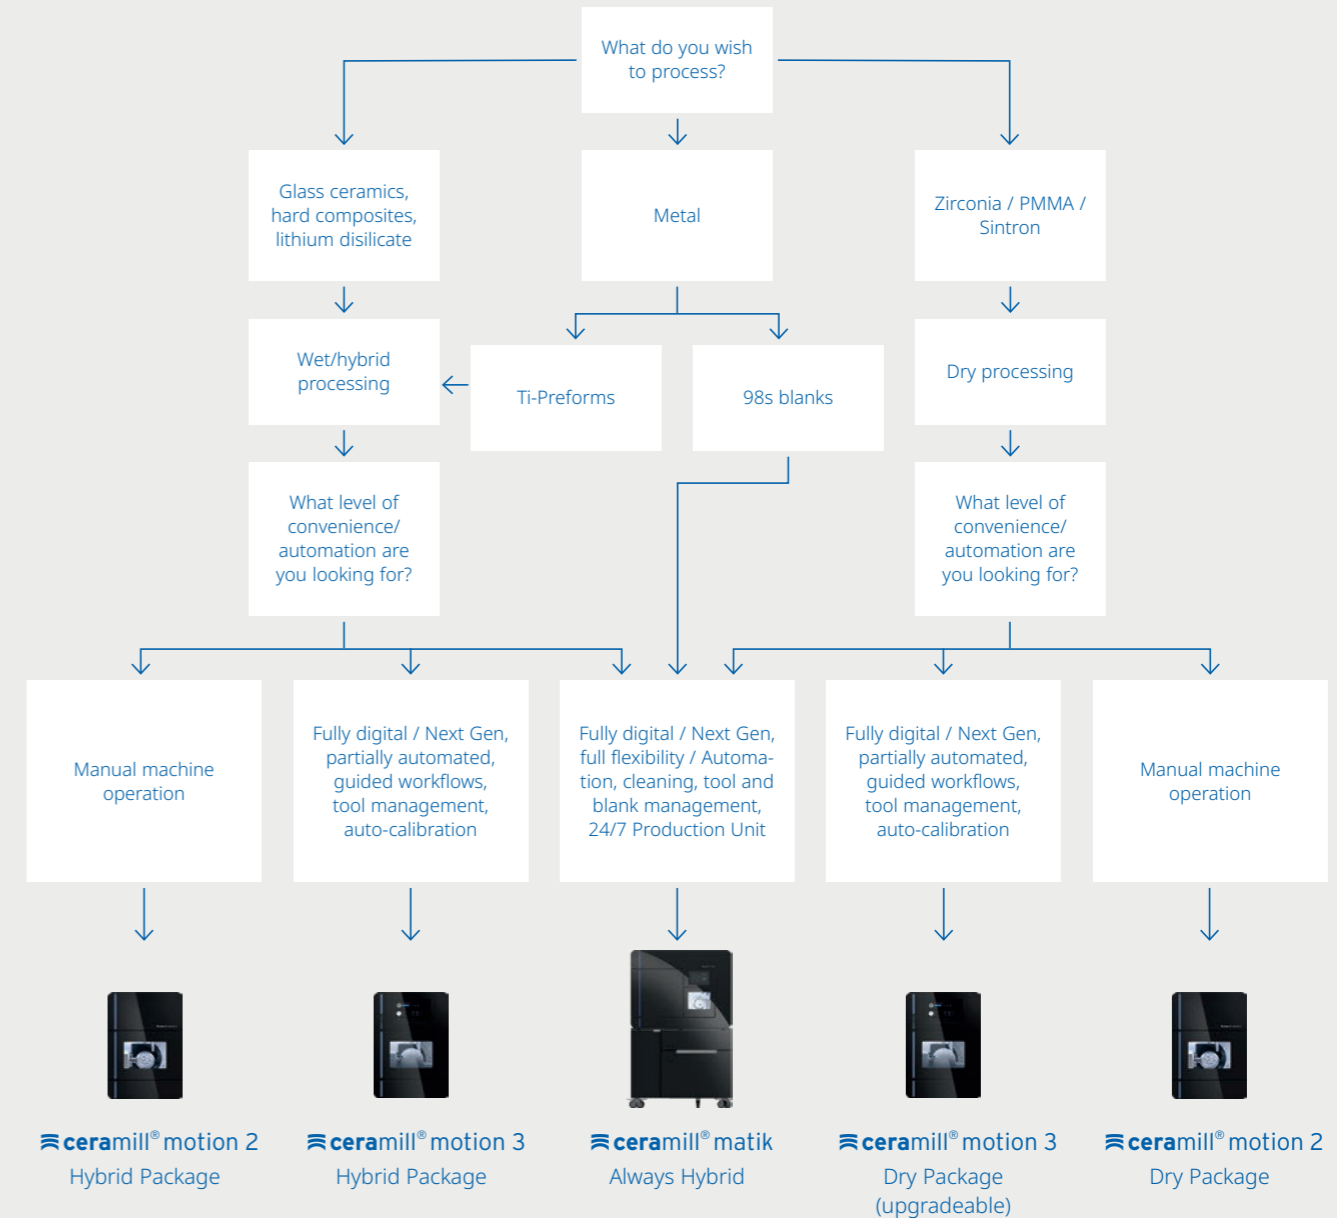 What do you wish
to process?
Glass ceramics,
hard composites,
lithium disilicate
Metal
Zirconia / PMMA /
Sintron
Wet/hybrid
processing
Ti-Preforms
98s blanks
Dry processing
What level of
convenience/
automation are
you looking for?
What level of
convenience/
automation are
you looking for?
Manual machine
operation
Fully digital / Next Gen,
partially automated,
guided workflows,
tool management,
auto-calibration
Fully digital / Next Gen,
full flexibility / Automa-
tion, cleaning, tool and
blank management,
24/7 Production Unit
Fully digital / Next Gen,
partially automated,
guided workflows,
tool management,
auto-calibration
Manual machine
operation
ceramill® motion 2
Hybrid Package
ceramill® motion 3
Hybrid Package
ceramill® matik
Always Hybrid
ceramill® motion 3
Dry Package
(upgradeable)
ceramill® motion 2
Dry Package